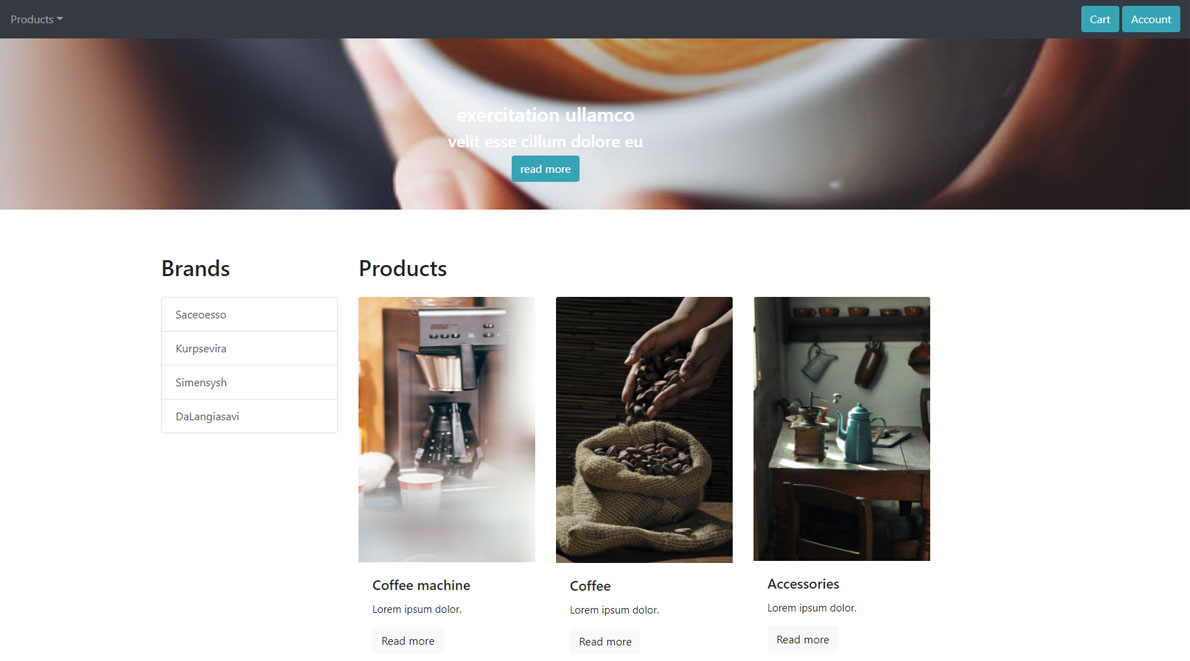 Products
Cart
Account
exercitation ullamco
velit esse cillum dolore eu
read more
Brands
Saceoesso
Kurpsevira
Simensysh
DaLangiasavi
Products
Coffee machine
Lorem ipsum dolor.
Read more
Coffee
Lorem ipsum dolor.
Read more
Accessories
Lorem ipsum dolor.
Read more